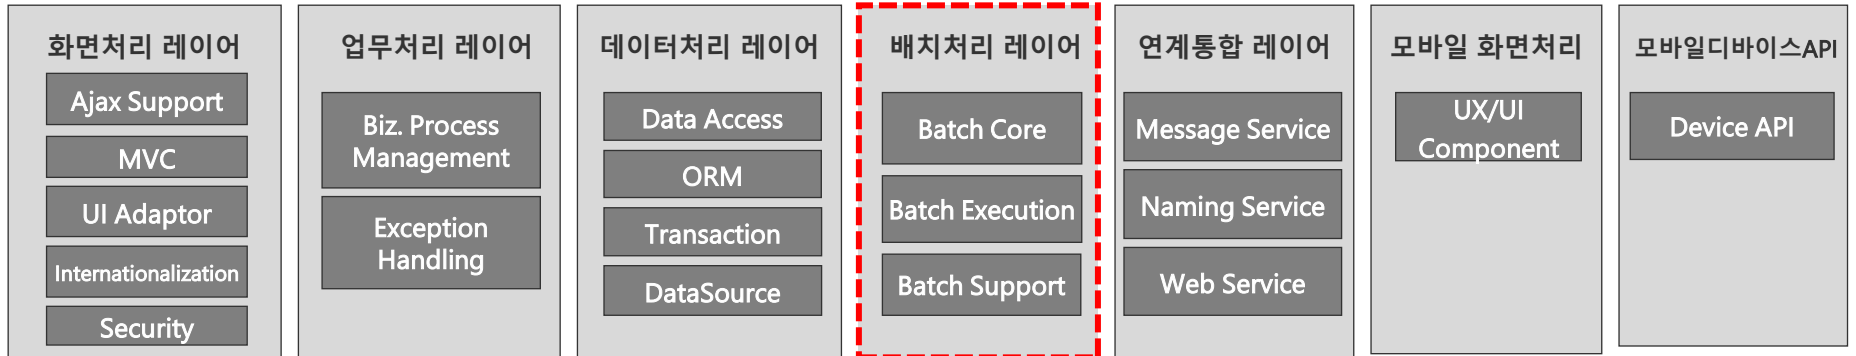 화면처리 레이어
Ajax Support
MVC
UI Adaptor
Internationalization
Security
업무처리 레이어
Biz. Process
Management
Exception
Handling
데이터처리 레이어
Data Access
ORM
Transaction
DataSource
배치처리 레이어
Batch Core
Batch Execution
Batch Support
연계통합 레이어
Message Service
Naming Service
Web Service
모바일 화면처리
UX/UI
Component
모바일디바이스API
Device API